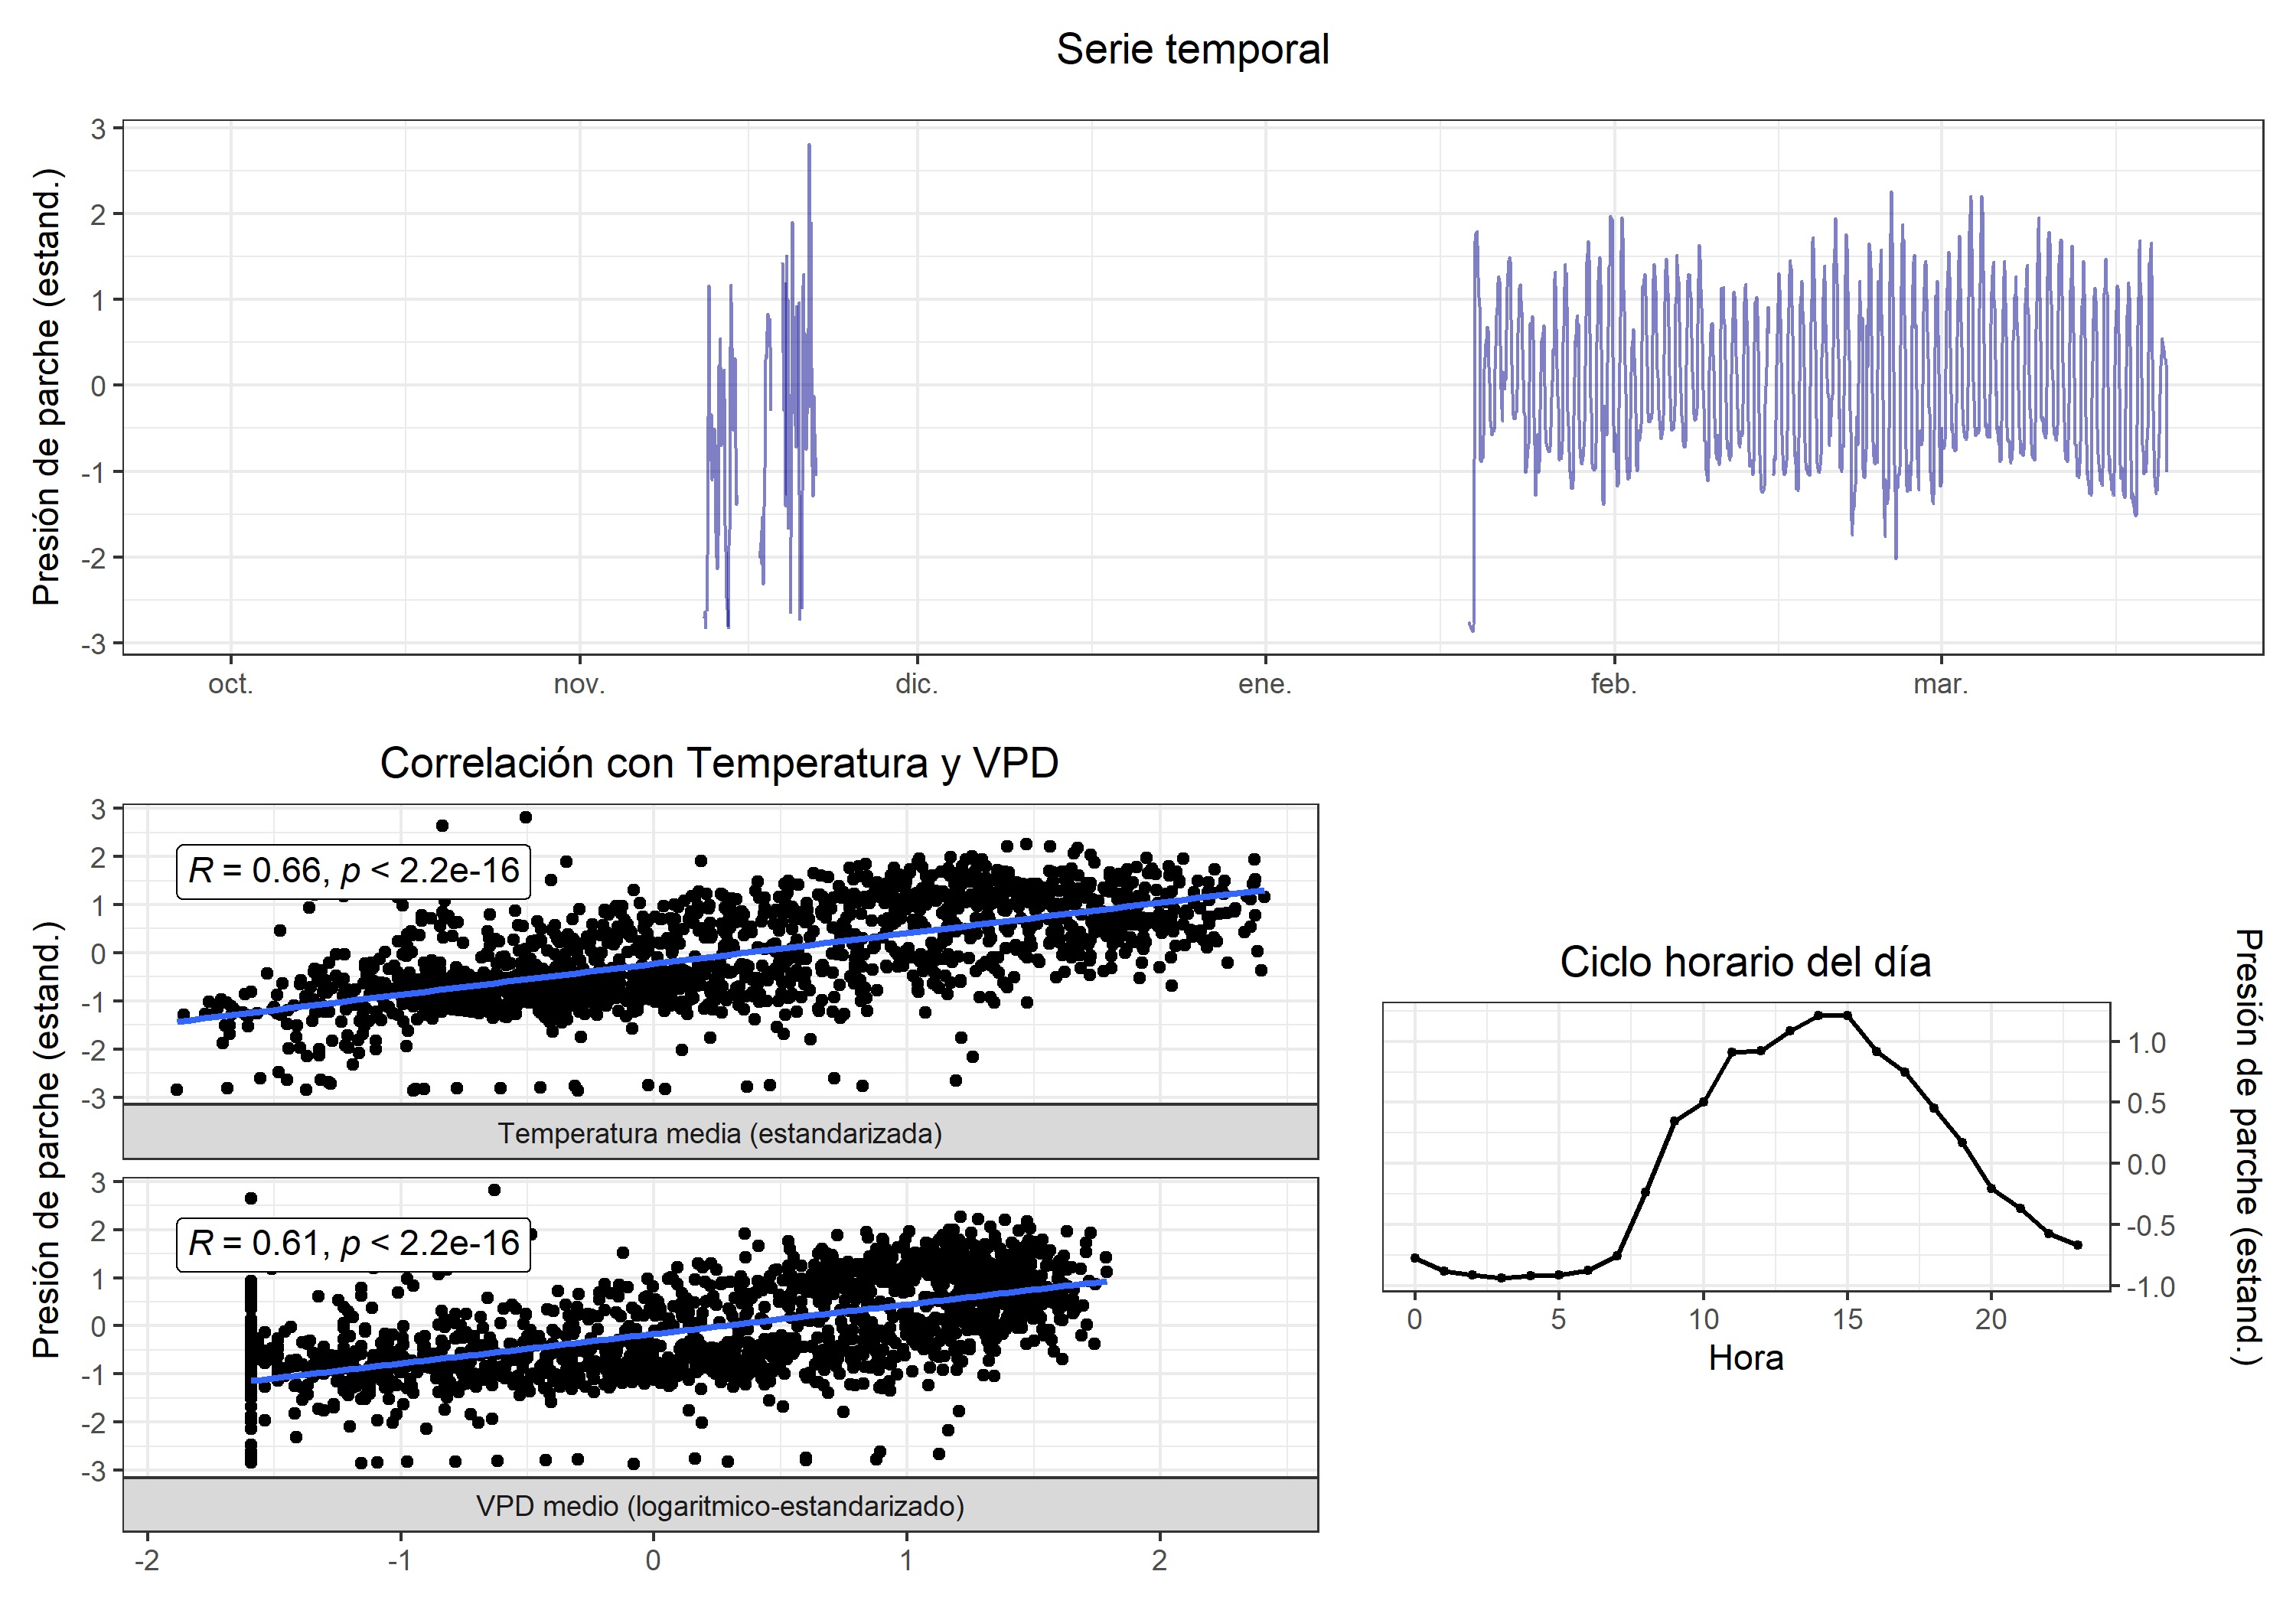 Serie temporal
Presión de parche (estand.)
3
2
1
0
-1
-2
-3
oct.
nov.
dic.
ene.
feb.
mar.
Correlación con Temperatura y VPD
Presión de parche (estand.)
3
2
1
0
-1
-2
-3
R = 0.66, p < 2.2e-16
Temperatura media (estandarizada)
3
2
1
0
-1
-2
-3
R = 0.61, p < 2.2e-16
VPD medio (logaritmico-estandarizado)
-2
-1
0
1
2
Ciclo horario del día
1.0
0.5
0.0
-0.5
-1.0
Presión de parche (estand.)
0
5
10
15
20
Hora